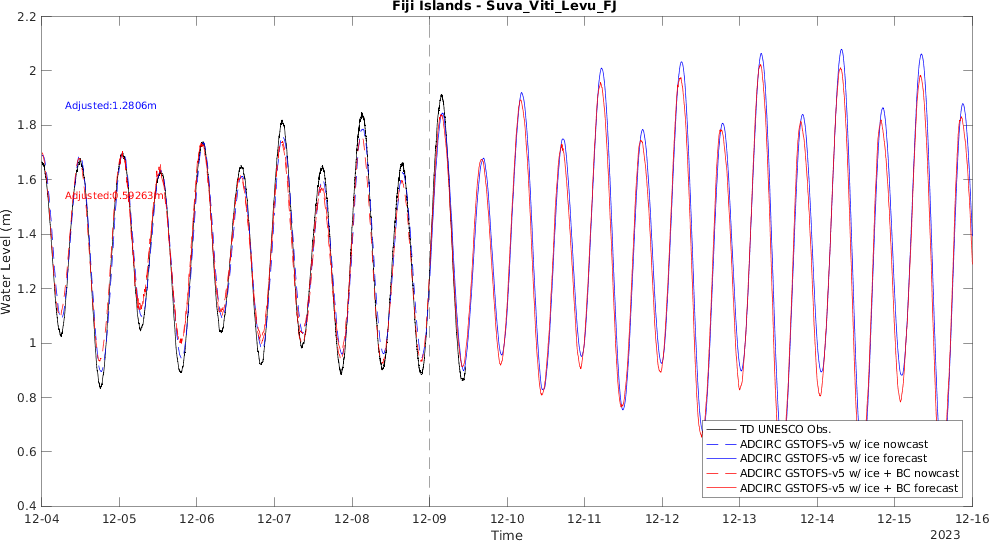 Fiji Islands - Suva_Viti_Levu_FJ
2.2
2
1.8
1.6
1.4
1.2
1
0.8
0.6
0.4
Water Level (m)
Adjusted:1.2806m
Adjusted:0.59263m
TD UNESCO Obs.
ADCIRC GSTOFS-v5 w/ ice nowcast
ADCIRC GSTOFS-v5 w/ ice forecast
ADCIRC GSTOFS-v5 w/ ice + BC nowcast
ADCIRC GSTOFS-v5 w/ ice + BC forecast
12-04 12-05 12-06 12-07 12-08 12-09 12-10 12-11 12-12 12-13 12-14 12-15 12-16
Time
2023